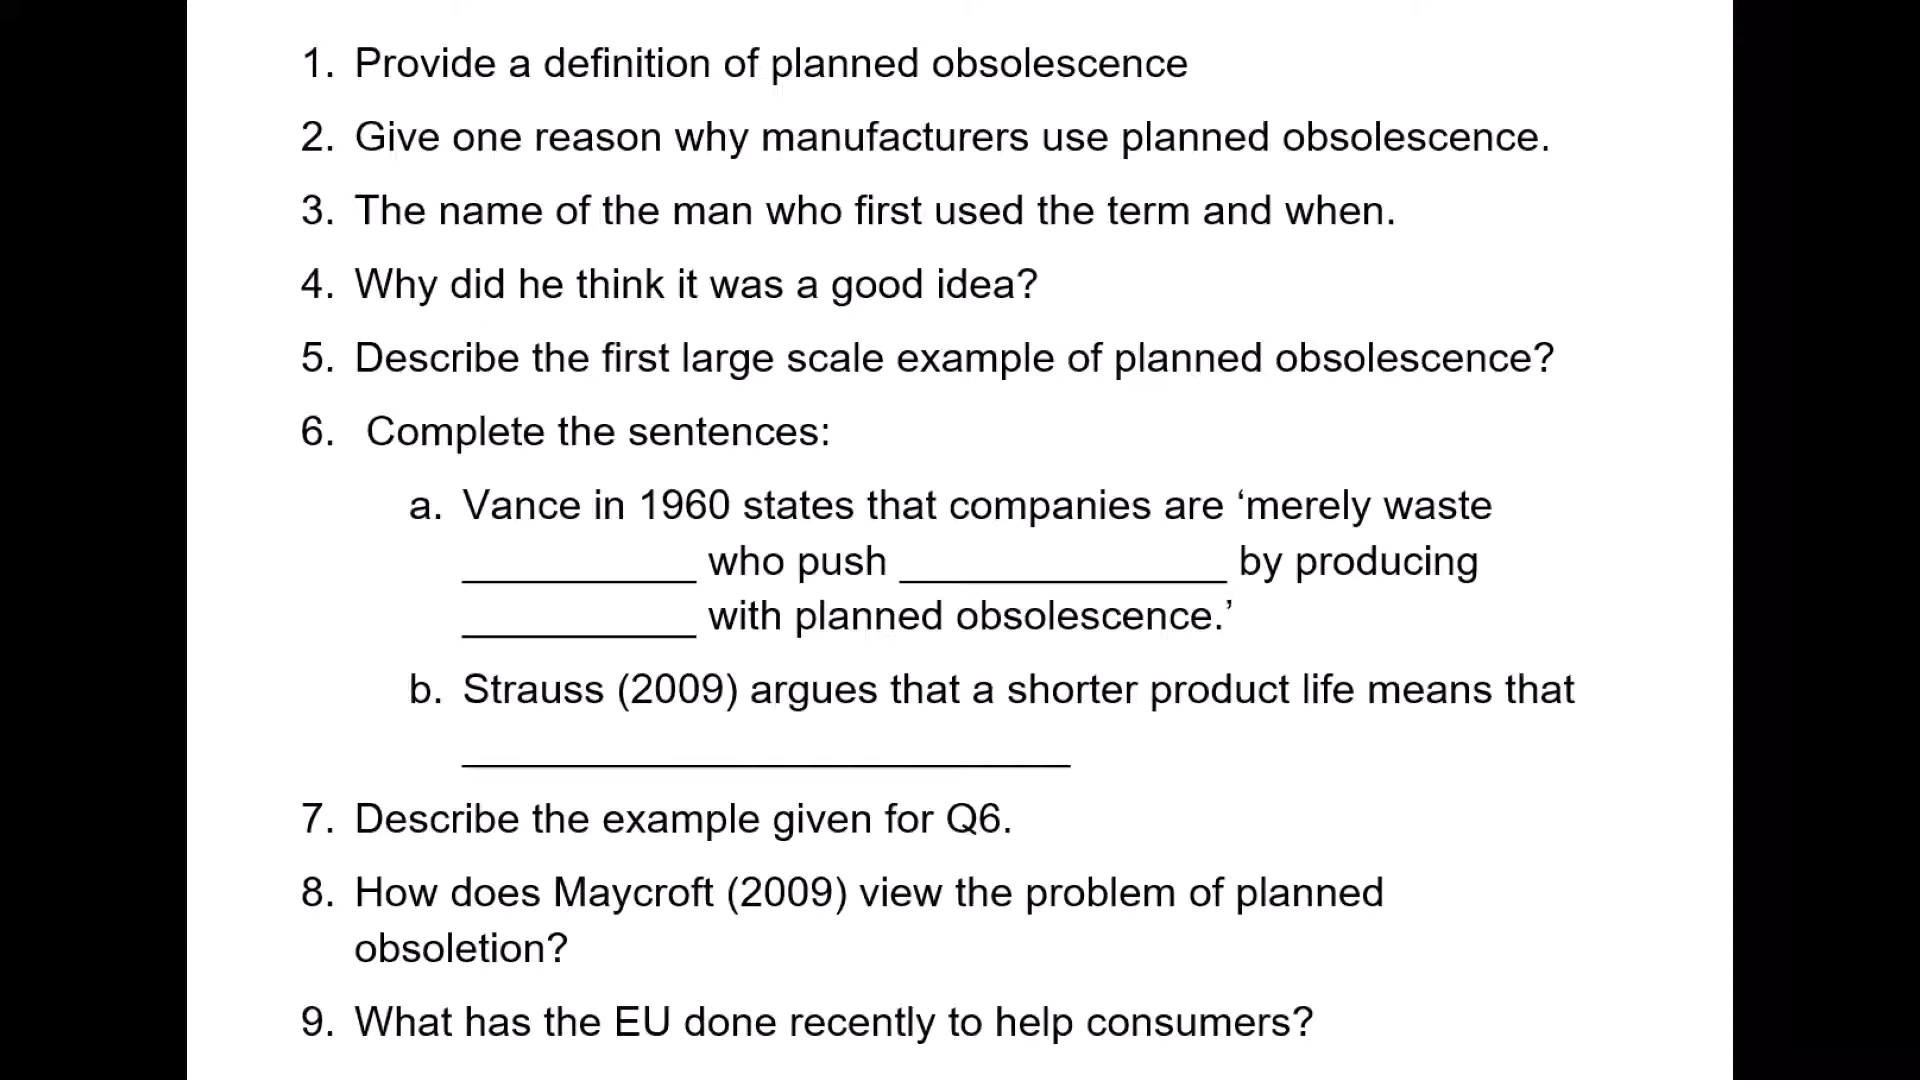 1. Provide a definition of planned obsolescence
2. Give one reason why manufacturers use planned obsolescence.
3. The name of the man who first used the term and when.
4. Why did he think it was a good idea?
5. Describe the first large scale example of planned obsolescence?
6. Complete the sentences:
a. Vance in 1960 states that companies are ‘merely waste
__________ who push ______________ by producing
__________ with planned obsolescence.’
b. Strauss (2009) argues that a shorter product life means that
__________________________
7. Describe the example given for Q6.
8. How does Maycroft (2009) view the problem of planned
obsoletion?
9. What has the EU done recently to help consumers?